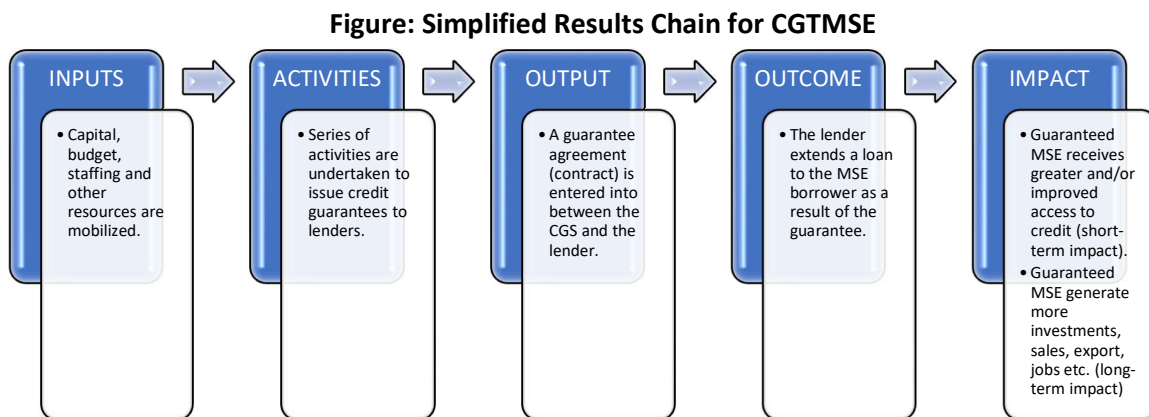 Figure: Simplified Results Chain for CGTMSE
INPUTS
• Capital,
budget,
staffing and
other
resources are
mobilized.
ACTIVITIES
• Series of
activities are
undertaken to
issue credit
guarantees to
lenders.
OUTPUT
• A guarantee
agreement
(contract) is
entered into
between the
CGS and the
lender.
OUTCOME
• The lender
extends a loan
to the MSE
borrower as a
result of the
guarantee.
IMPACT
• Guaranteed
MSE receives
greater and/or
improved
access to
credit (short-
term impact).
• Guaranteed
MSE generate
more
investments,
sales, export,
jobs etc. (long-
term impact)